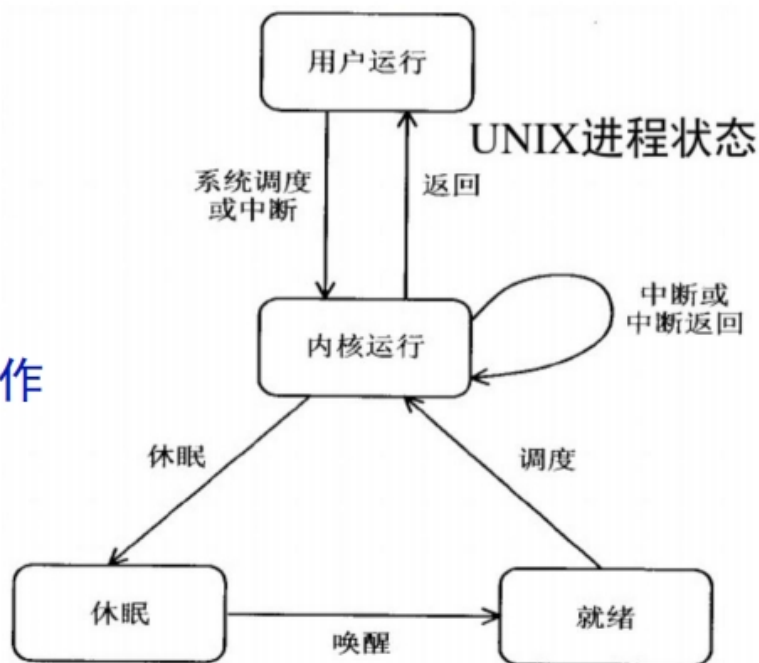 用户运行
UNIX进程状态
系统调度
或中断
返回
内核运行
中断或
中断返回
作
休眠
调度
休眠
唤醒
就绪